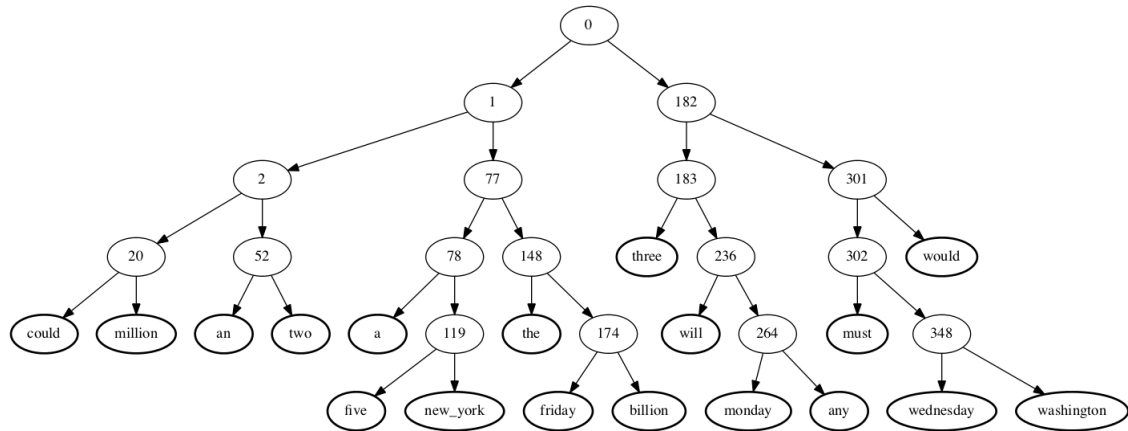 0
1 182
2 77 183 301
20 52 78 148 three 236 302 would
could million an two a 119 the 174 will 264 must 348
five new_york friday billion monday any wednesday washington